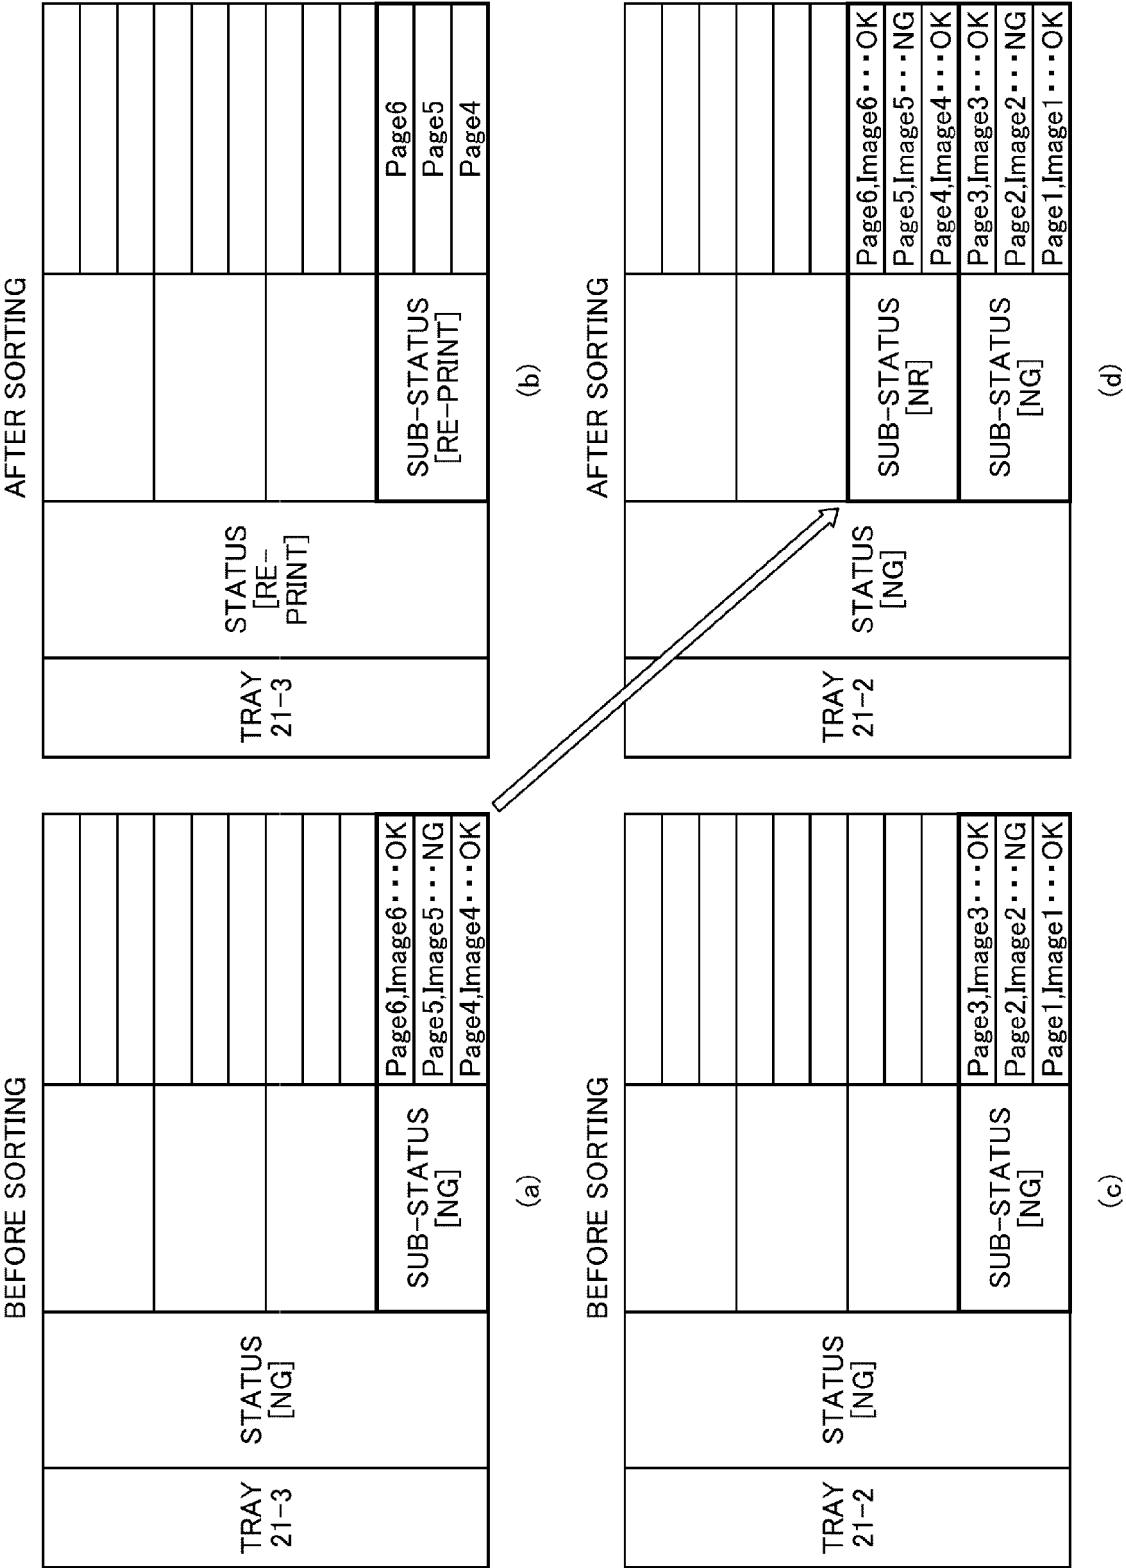 BEFORE SORTING
TRAY
21-3
STATUS
[NG]
SUB-STATUS
[NG]
Page6,Image6･･･OK
Page5,Image5･･･NG
Page4,Image4･･･OK
(a)
AFTER SORTING
TRAY
21-3
STATUS
[RE-
PRINT]
SUB-STATUS
[RE-PRINT]
Page6
Page5
Page4
(b)
BEFORE SORTING
TRAY
21-2
STATUS
[NG]
SUB-STATUS
[NG]
Page3,Image3･･･OK
Page2,Image2･･･NG
Page1,Image1･･･OK
(c)
AFTER SORTING
TRAY
21-2
STATUS
[NG]
SUB-STATUS
[NR]
Page6,Image6･･･OK
Page5,Image5･･･NG
Page4,Image4･･･OK
SUB-STATUS
[NG]
Page3,Image3･･･OK
Page2,Image2･･･NG
Page1,Image1･･･OK
(d)